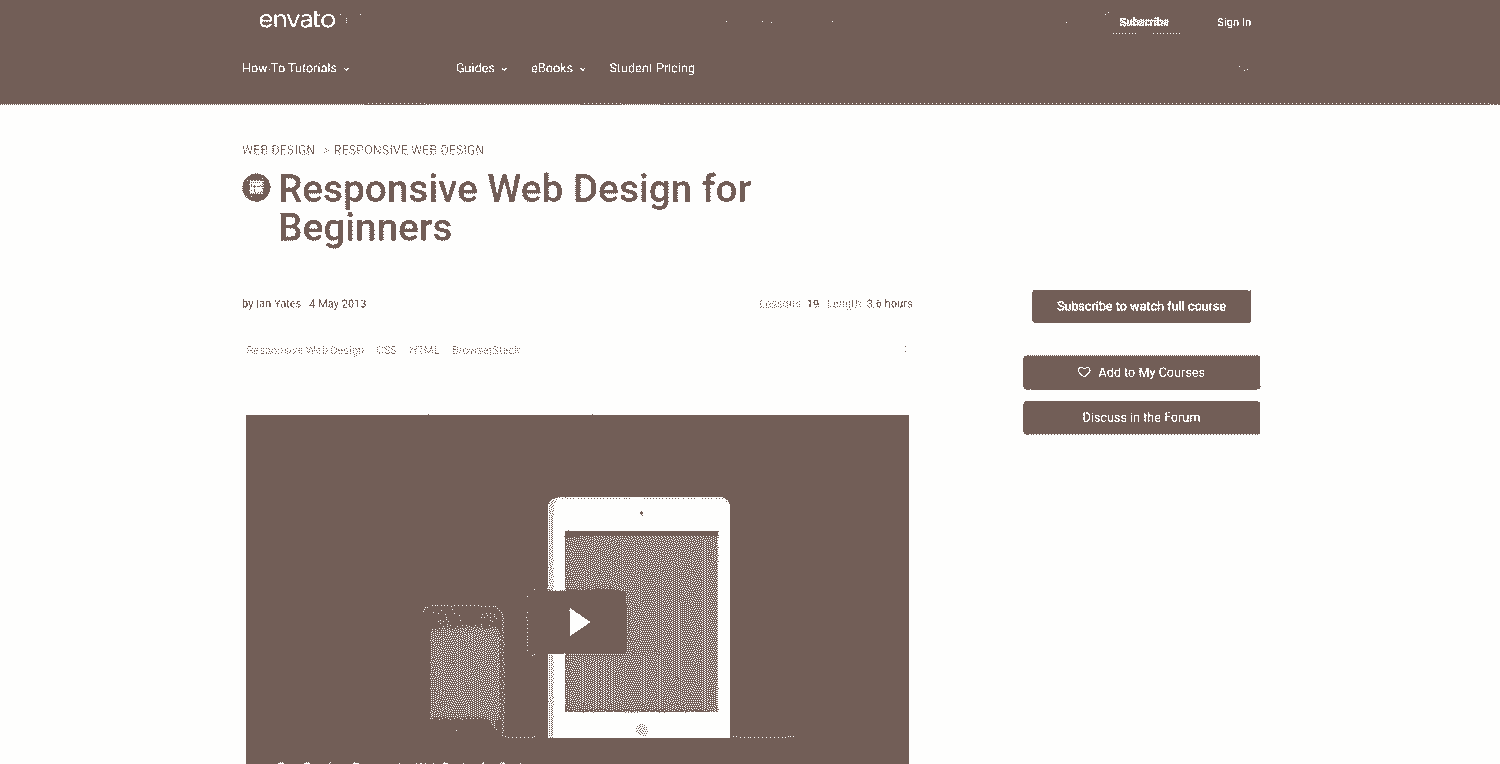 envato
Subscribe
Sign In
How-To Tutorials
Guides
eBooks
Student Pricing
WEB DESIGN > RESPONSIVE WEB DESIGN
Responsive Web Design for
Beginners
by Ian Yates 4 May 2013
Lessons 19 Length 3.6 hours
Subscribe to watch full course
Responsive Web Design CSS HTML BrowserStack
Add to My Courses
Discuss in the Forum